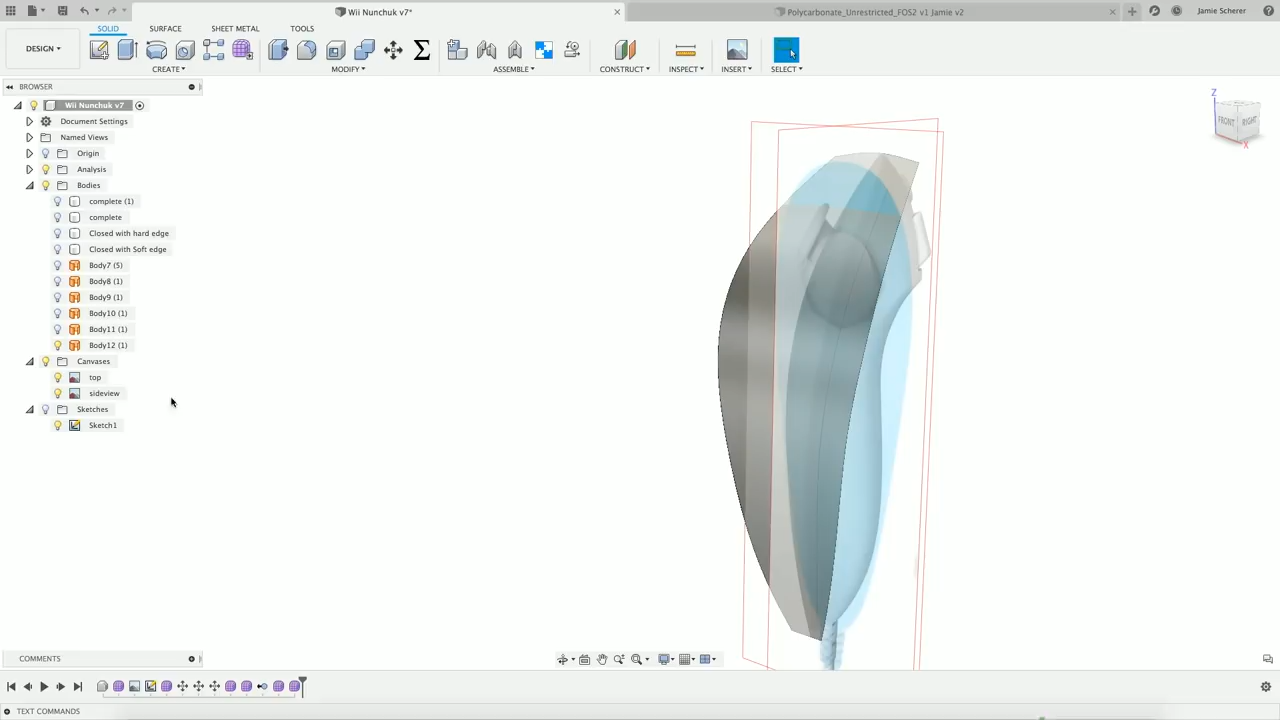 Wii Nunchuk v7*
Polycarbonate_Unrestricted_FOS2 v1 Jamie v2
Jamie Scherer
SOLID SURFACE SHEET METAL TOOLS
DESIGN
CREATE MODIFY ASSEMBLE CONSTRUCT INSPECT INSERT SELECT
BROWSER
Wii Nunchuk v7
Document Settings
Named Views
Origin
Analysis
Bodies
complete (1)
complete
Closed with hard edge
Closed with Soft edge
Body7 (5)
Body8 (1)
Body9 (1)
Body10 (1)
Body11 (1)
Body12 (1)
Canvases
top
sideview
Sketches
Sketch1
Z
FRONT RIGHT
X
COMMENTS
TEXT COMMANDS